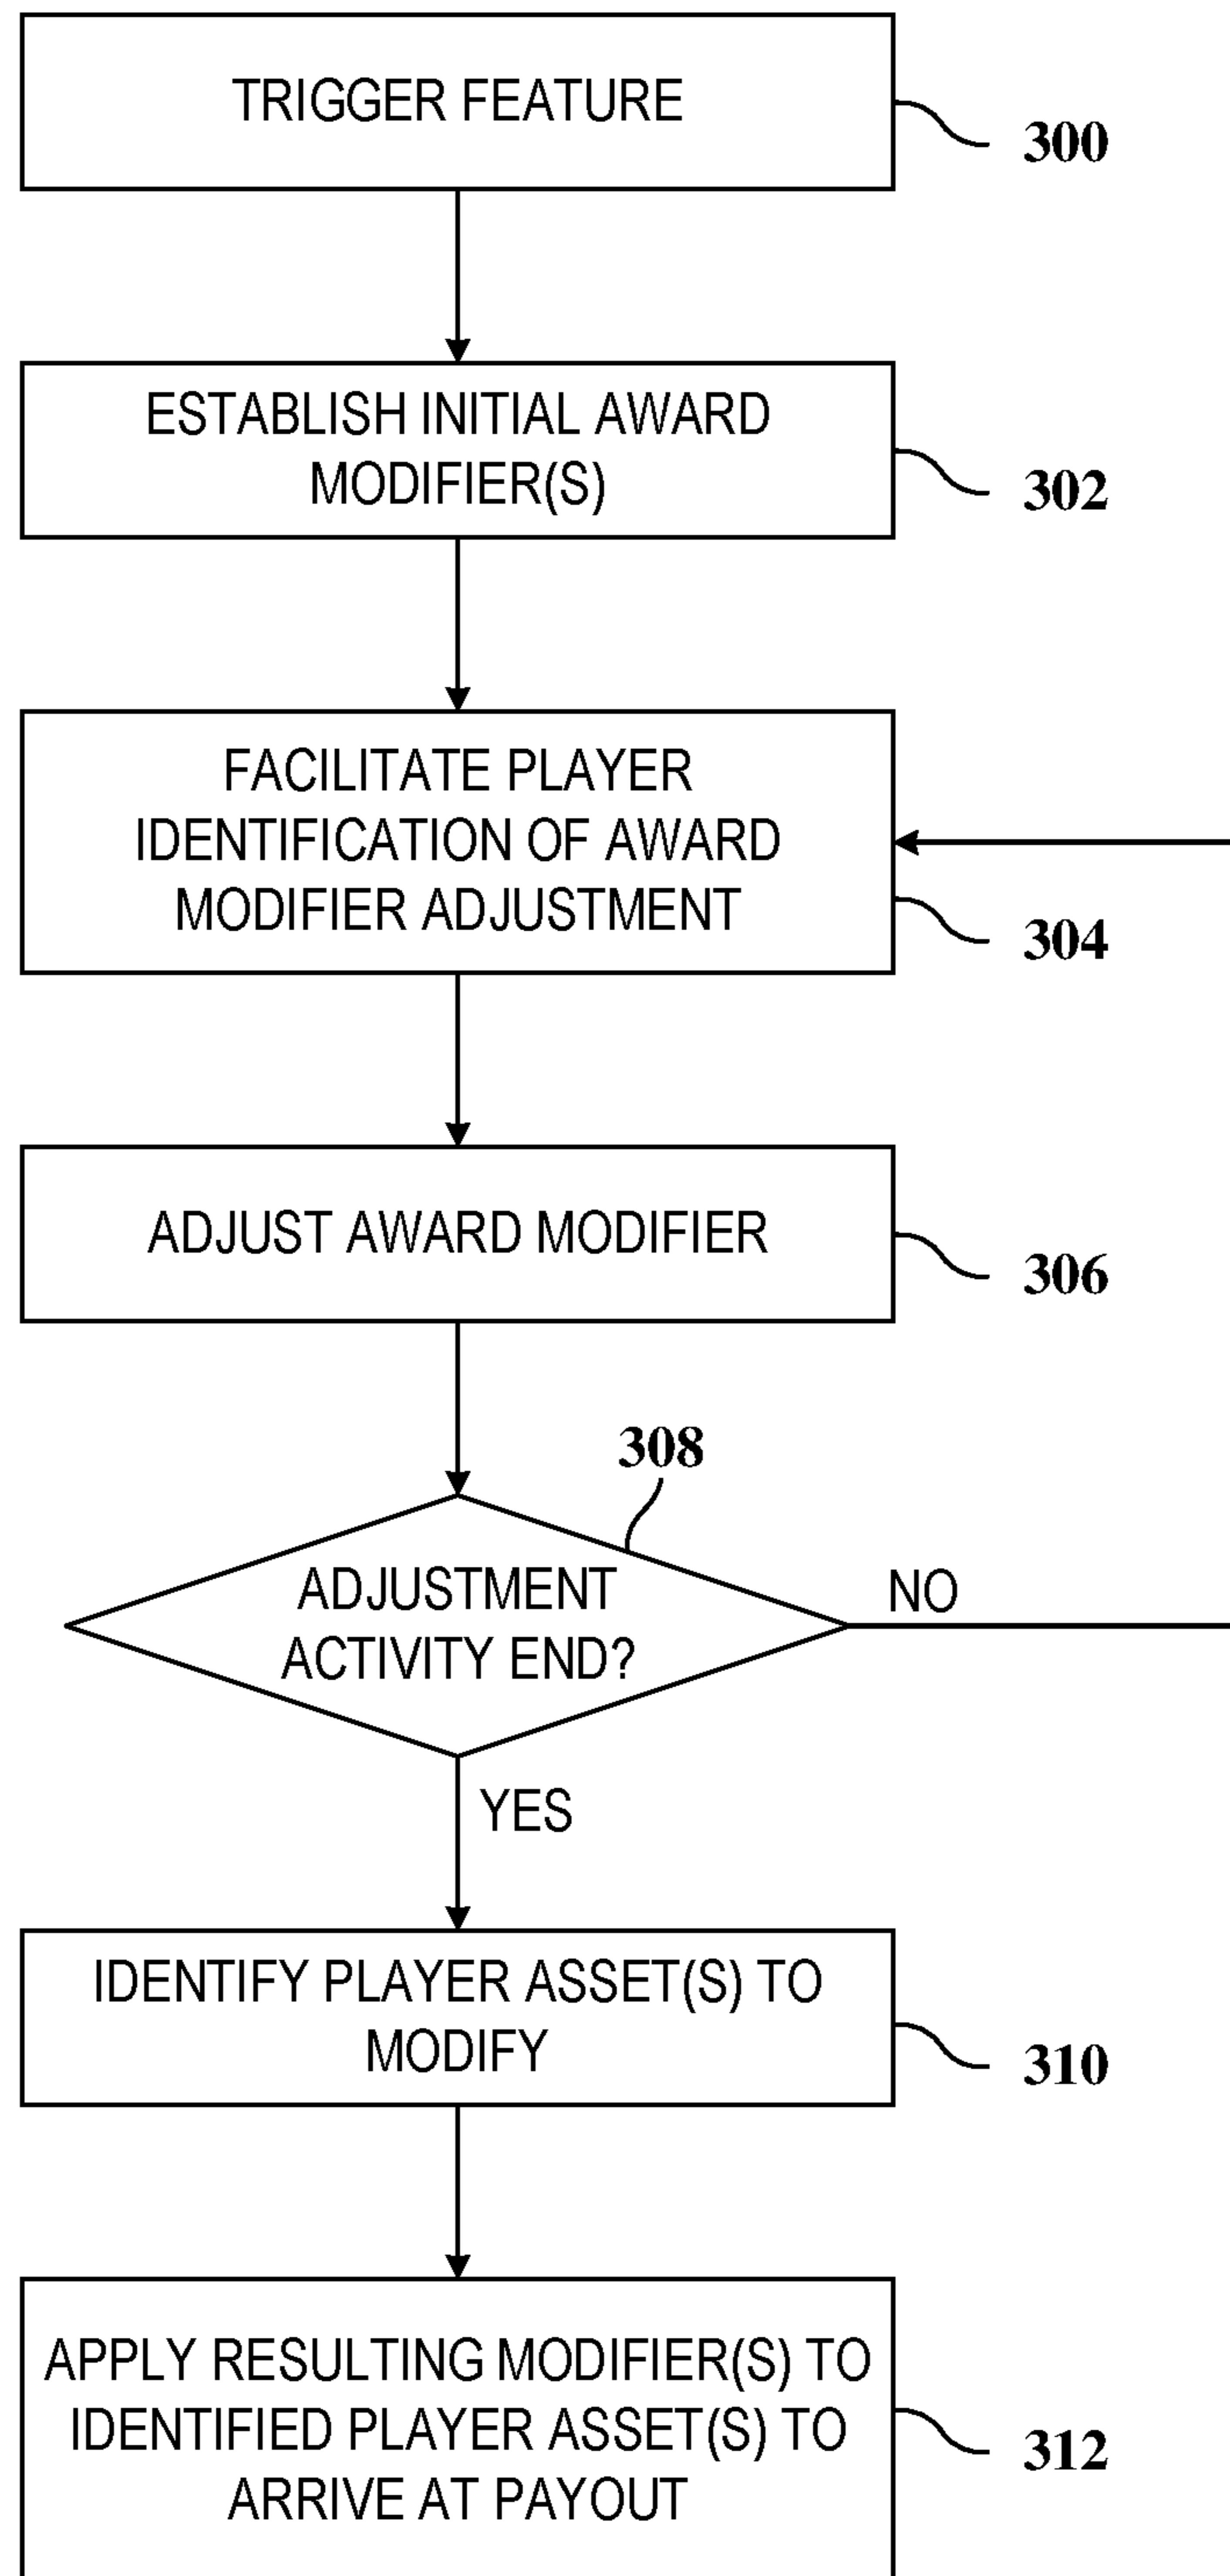 TRIGGER FEATURE
300
ESTABLISH INITIAL AWARD
MODIFIER(S)
302
FACILITATE PLAYER
IDENTIFICATION OF AWARD
MODIFIER ADJUSTMENT
304
ADJUST AWARD MODIFIER
306
308
ADJUSTMENT
ACTIVITY END?
NO
YES
IDENTIFY PLAYER ASSET(S) TO
MODIFY
310
APPLY RESULTING MODIFIER(S) TO
IDENTIFIED PLAYER ASSET(S) TO
ARRIVE AT PAYOUT
312